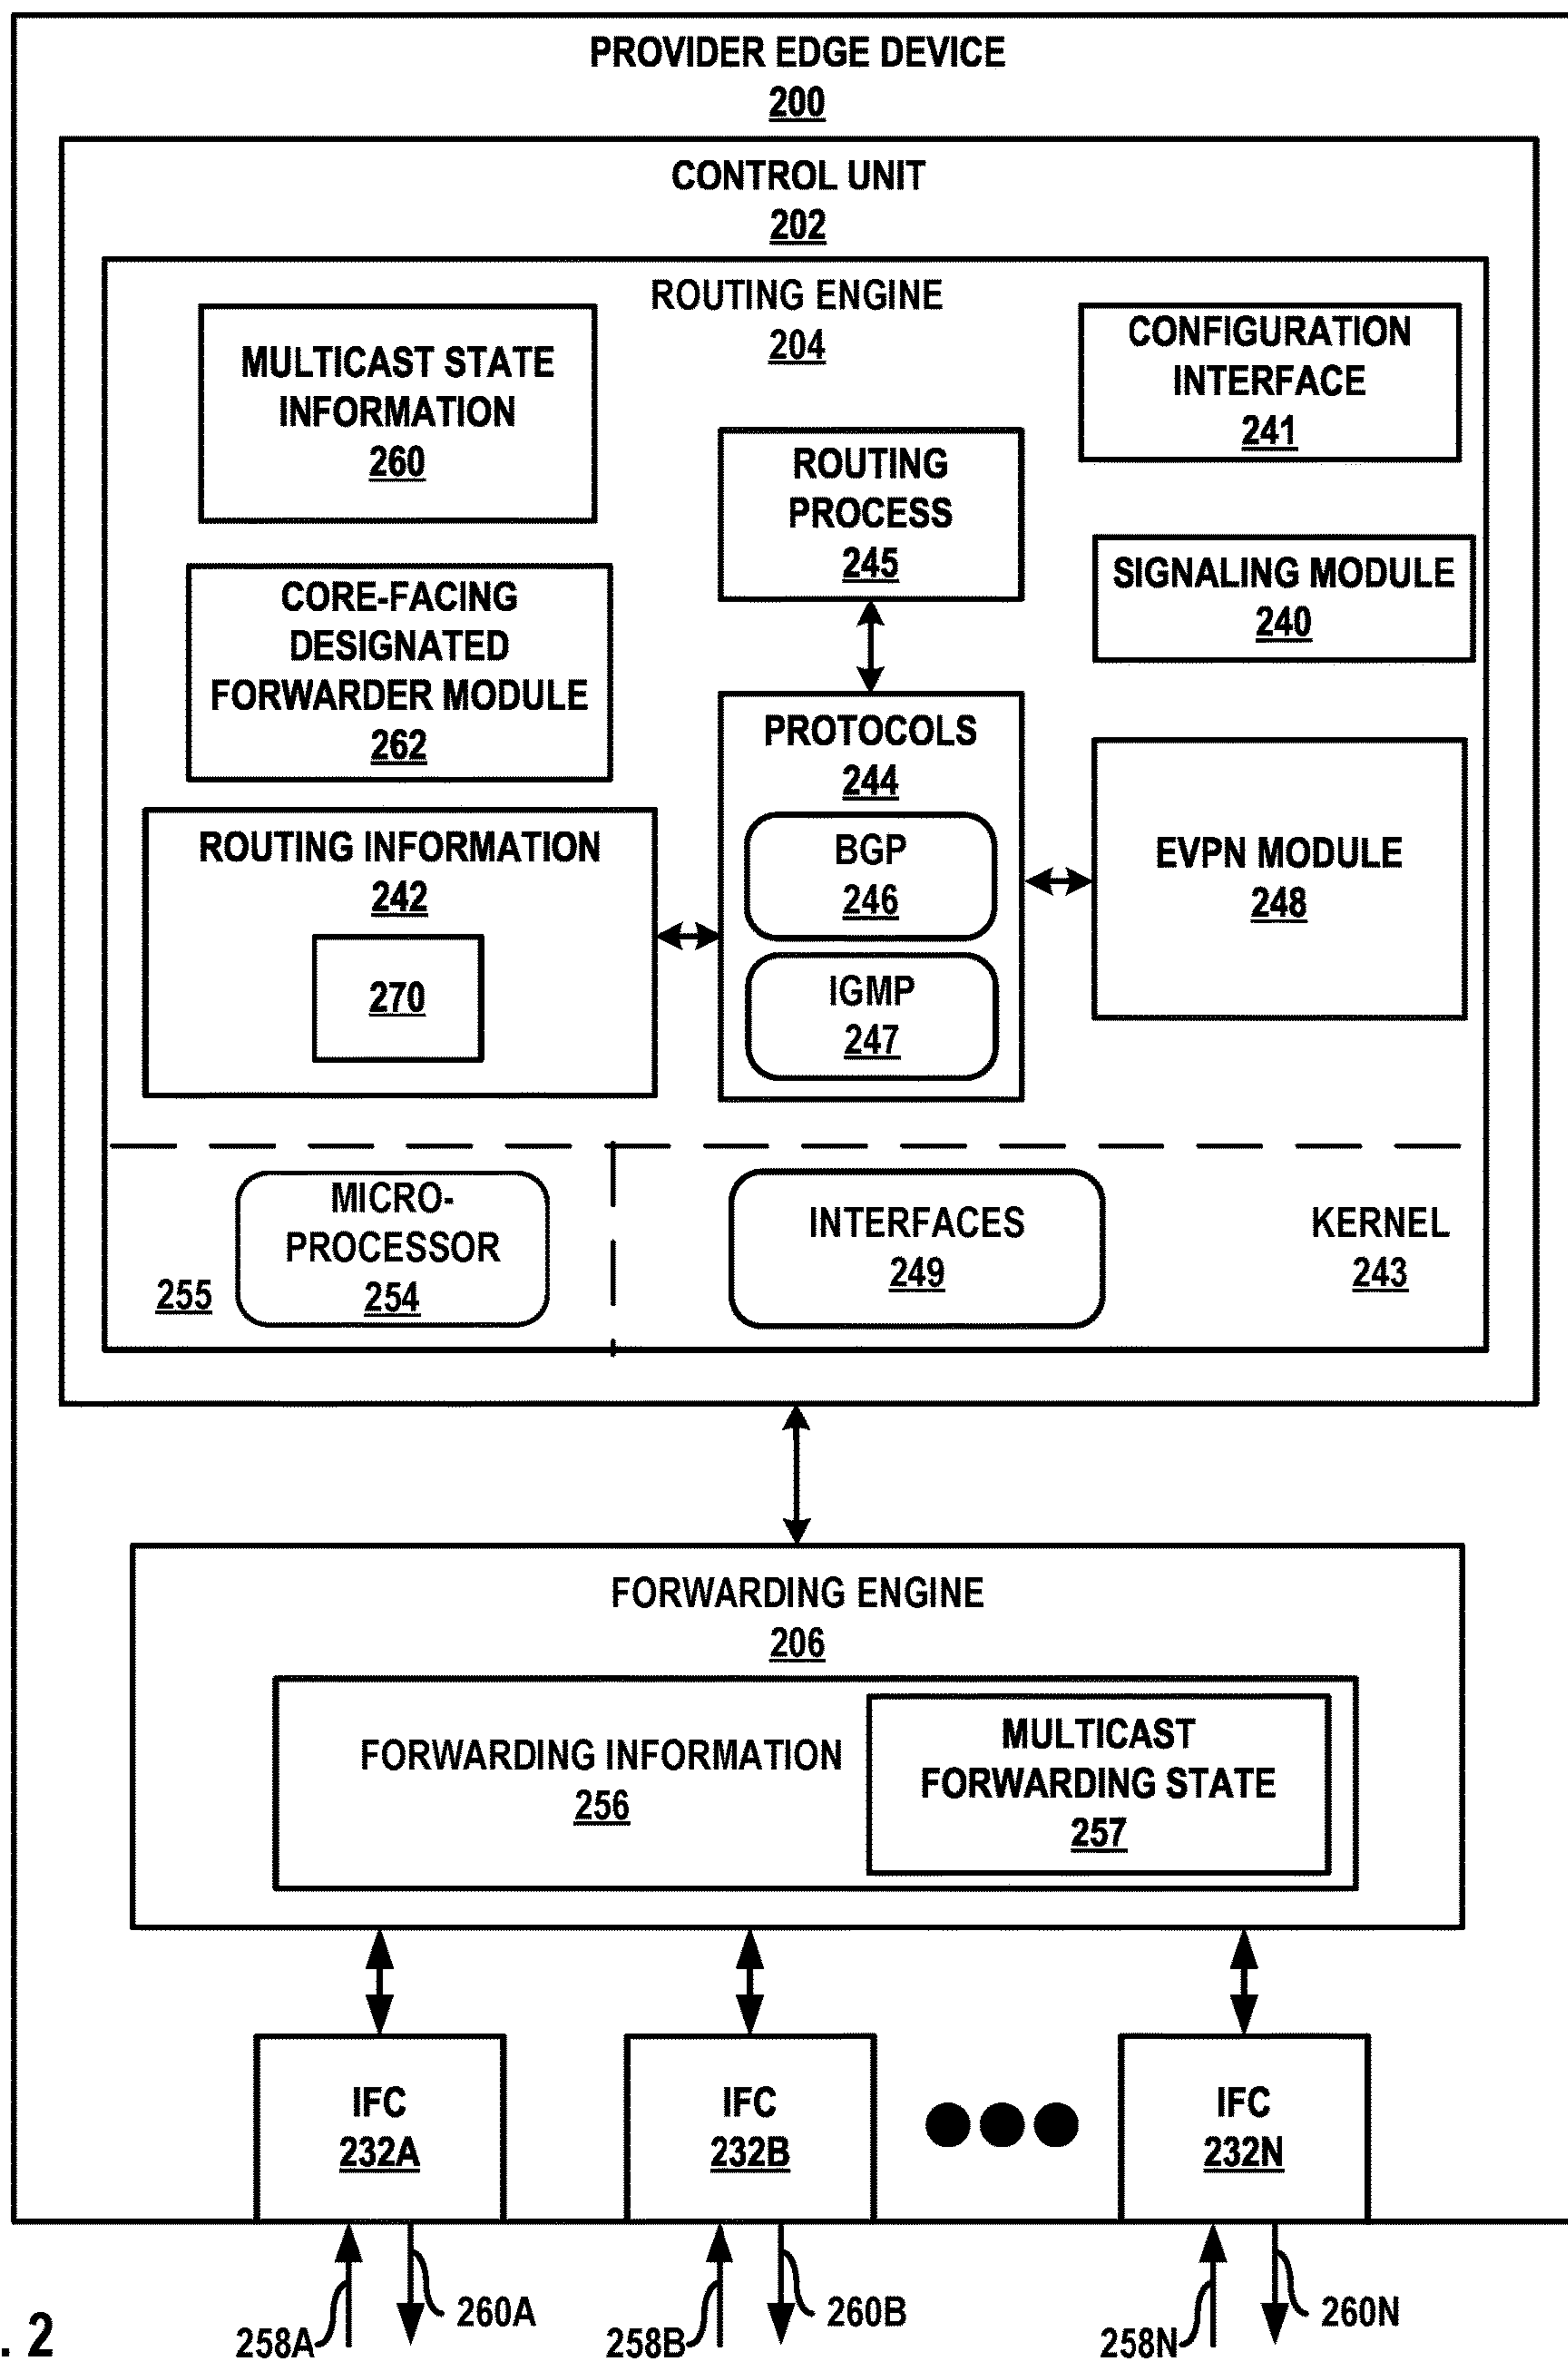 PROVIDER EDGE DEVICE
200
CONTROL UNIT
202
ROUTING ENGINE
204
MULTICAST STATE
INFORMATION
260
CONFIGURATION
INTERFACE
241
ROUTING
PROCESS
245
SIGNALING MODULE
240
CORE-FACING
DESIGNATED
FORWARDER MODULE
262
PROTOCOLS
244
BGP
246
IGMP
247
ROUTING INFORMATION
242
270
EVPN MODULE
248
MICRO-
PROCESSOR
254
255
INTERFACES
249
KERNEL
243
FORWARDING ENGINE
206
FORWARDING INFORMATION
256
MULTICAST
FORWARDING STATE
257
IFC
232A
IFC
232B
IFC
232N
258A
260A
258B
260B
258N
260N
. 2